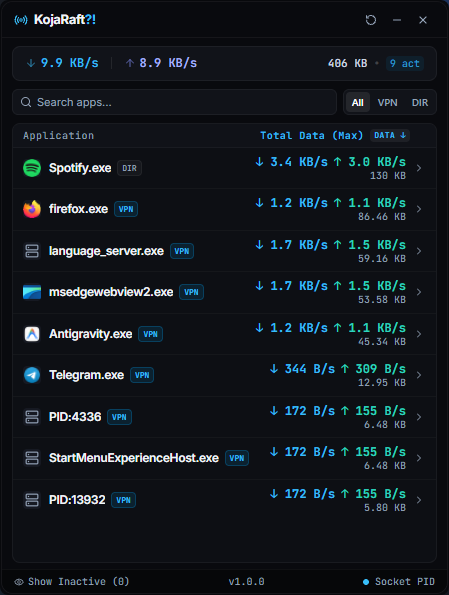 KojaRaft?!
↓ 9.9 KB/s ↑ 8.9 KB/s 406 KB • 9 act
Search apps... All VPN DIR
Application Total Data (Max) DATA ↓
Spotify.exe DIR ↓ 3.4 KB/s ↑ 3.0 KB/s
130 KB
firefox.exe VPN ↓ 1.2 KB/s ↑ 1.1 KB/s
86.46 KB
language_server.exe VPN ↓ 1.7 KB/s ↑ 1.5 KB/s
59.16 KB
msedgewebview2.exe VPN ↓ 1.7 KB/s ↑ 1.5 KB/s
53.58 KB
Antigravity.exe VPN ↓ 1.2 KB/s ↑ 1.1 KB/s
45.34 KB
Telegram.exe VPN ↓ 344 B/s ↑ 309 B/s
12.95 KB
PID:4336 VPN ↓ 172 B/s ↑ 155 B/s
6.48 KB
StartMenuExperienceHost.exe VPN ↓ 172 B/s ↑ 155 B/s
6.48 KB
PID:13932 VPN ↓ 172 B/s ↑ 155 B/s
5.80 KB
Show Inactive (0) v1.0.0 Socket PID